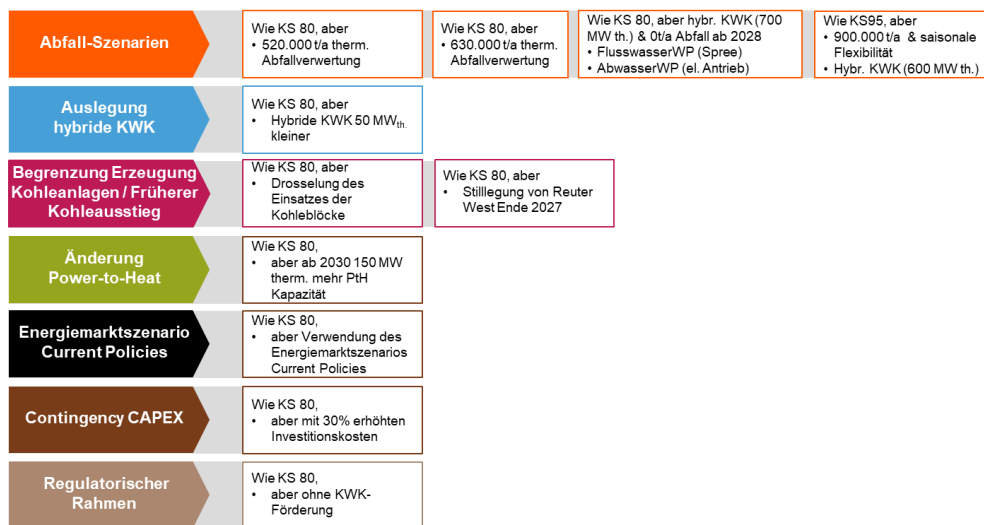 Abfall-Szenarien
Wie KS 80, aber
• 520.000 t/a therm.
Abfallverwertung
Wie KS 80, aber
• 630.000 t/a therm.
Abfallverwertung
Wie KS 80, aber hybr. KWK (700
MW th.) & 0t/a Abfall ab 2028
• FlusswasserWP (Spree)
• AbwasserWP (el. Antrieb)
Wie KS95, aber
• 900.000 t/a & saisonale
Flexibilität
• Hybr. KWK (600 MW th.)
Auslegung
hybride KWK
Wie KS 80, aber
• Hybride KWK 50 MWth.
kleiner
Begrenzung Erzeugung
Kohleanlagen / Früherer
Kohleausstieg
Wie KS 80, aber
• Drosselung des
Einsatzes der
Kohleblöcke
Wie KS 80, aber
• Stilllegung von Reuter
West Ende 2027
Änderung
Power-to-Heat
Wie KS 80,
• aber ab 2030 150 MW
therm. mehr PtH
Kapazität
Energiemarktszenario
Current Policies
Wie KS 80,
• aber Verwendung des
Energiemarktszenarios
Current Policies
Contingency CAPEX
Wie KS 80,
• aber mit 30% erhöhten
Investitionskosten
Regulatorischer
Rahmen
Wie KS 80,
• aber ohne KWK-
Förderung